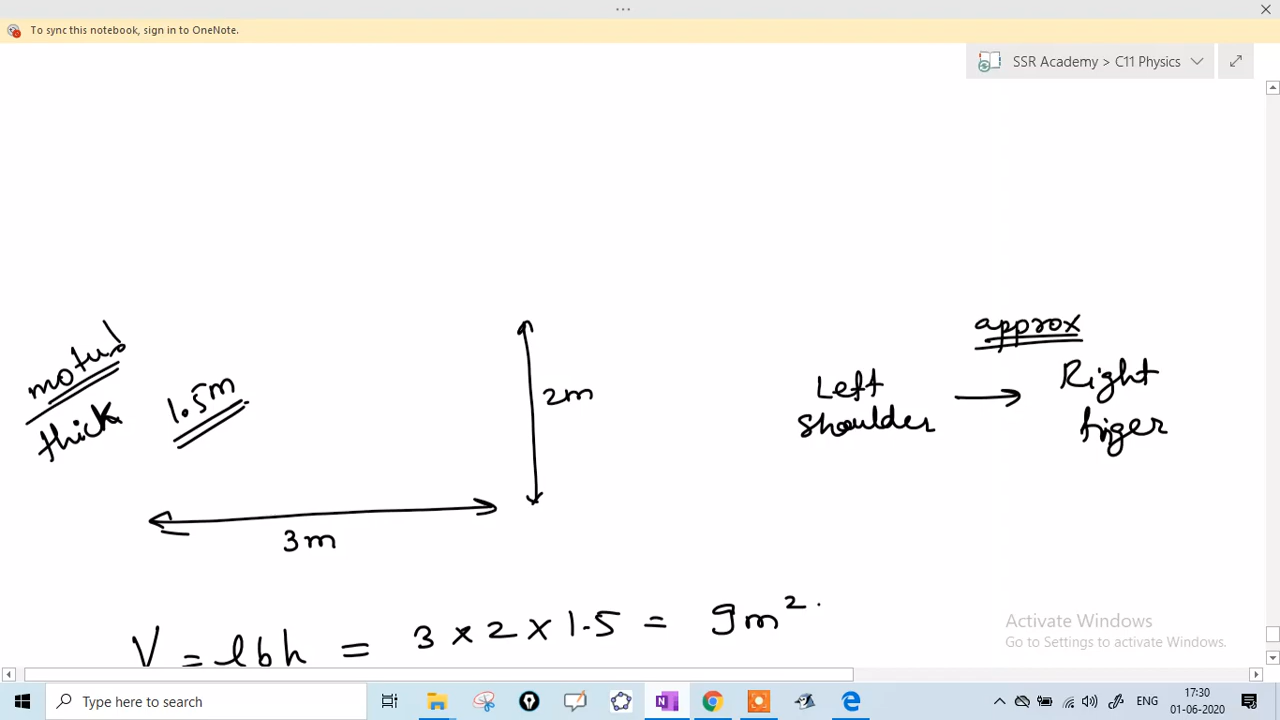 To sync this notebook, sign in to OneNote.
SSR Academy > C11 Physics
approx
Left
shoulder
Right
motu!
thick
1.5m
2m
3m
V = lbh = 3 × 2 × 1.5 = 9m²
Activate Windows
Go to Settings to activate Windows.
Type here to search
ENG
17:30
01-06-2020